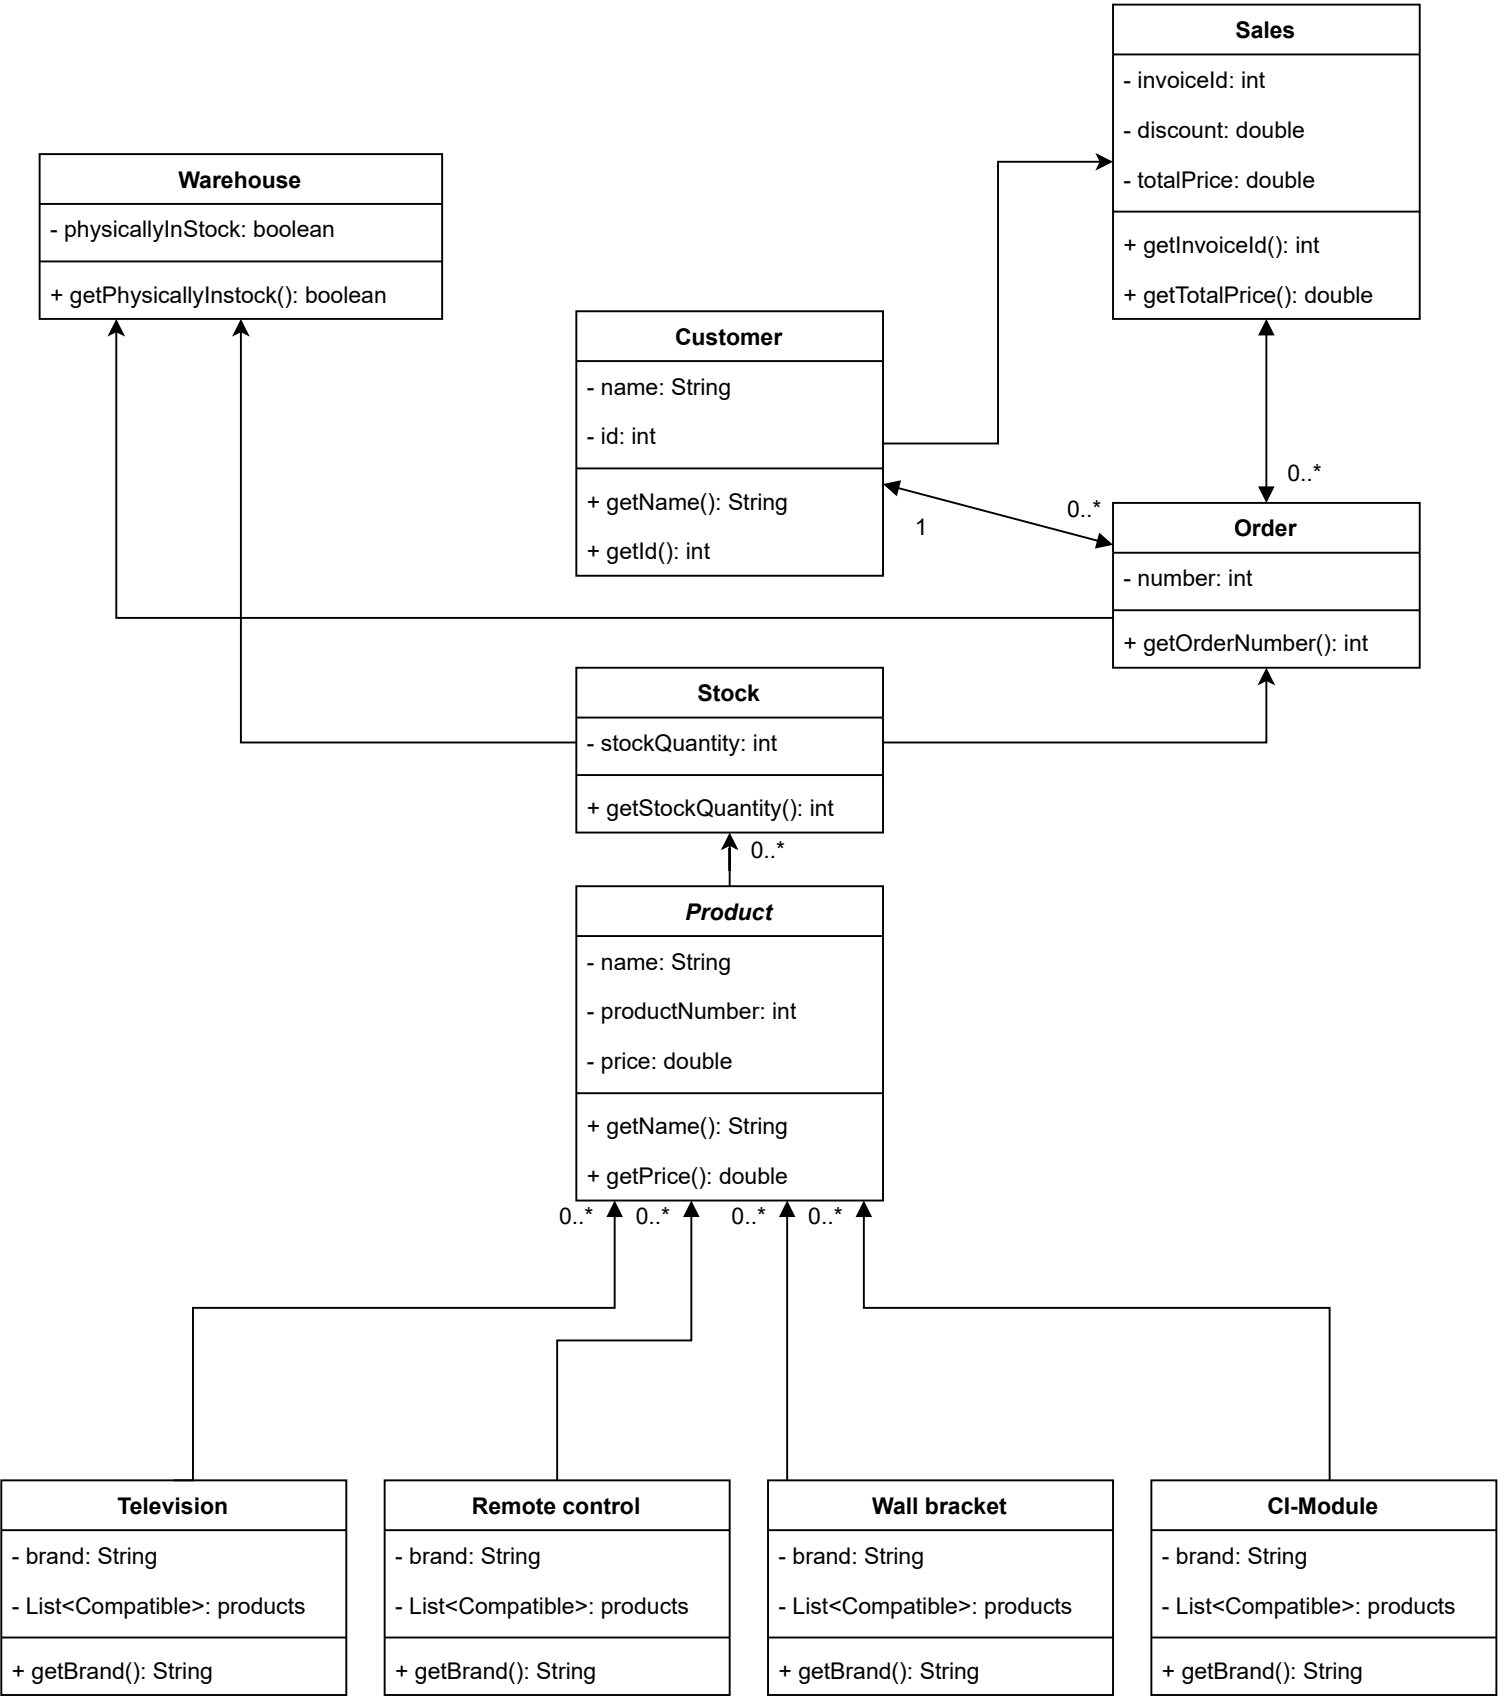 Sales
- invoiceId: int
- discount: double
- totalPrice: double
+ getInvoiceId(): int
+ getTotalPrice(): double
Warehouse
- physicallyInStock: boolean
+ getPhysicallyInstock(): boolean
Customer
- name: String
- id: int
+ getName(): String
+ getId(): int
1
0..*
0..*
Order
- number: int
+ getOrderNumber(): int
Stock
- stockQuantity: int
+ getStockQuantity(): int
0..*
Product
- name: String
- productNumber: int
- price: double
+ getName(): String
+ getPrice(): double
0..*
0..*
0..*
0..*
Television
- brand: String
- List<Compatible>: products
+ getBrand(): String
Remote control
- brand: String
- List<Compatible>: products
+ getBrand(): String
Wall bracket
- brand: String
- List<Compatible>: products
+ getBrand(): String
CI-Module
- brand: String
- List<Compatible>: products
+ getBrand(): String